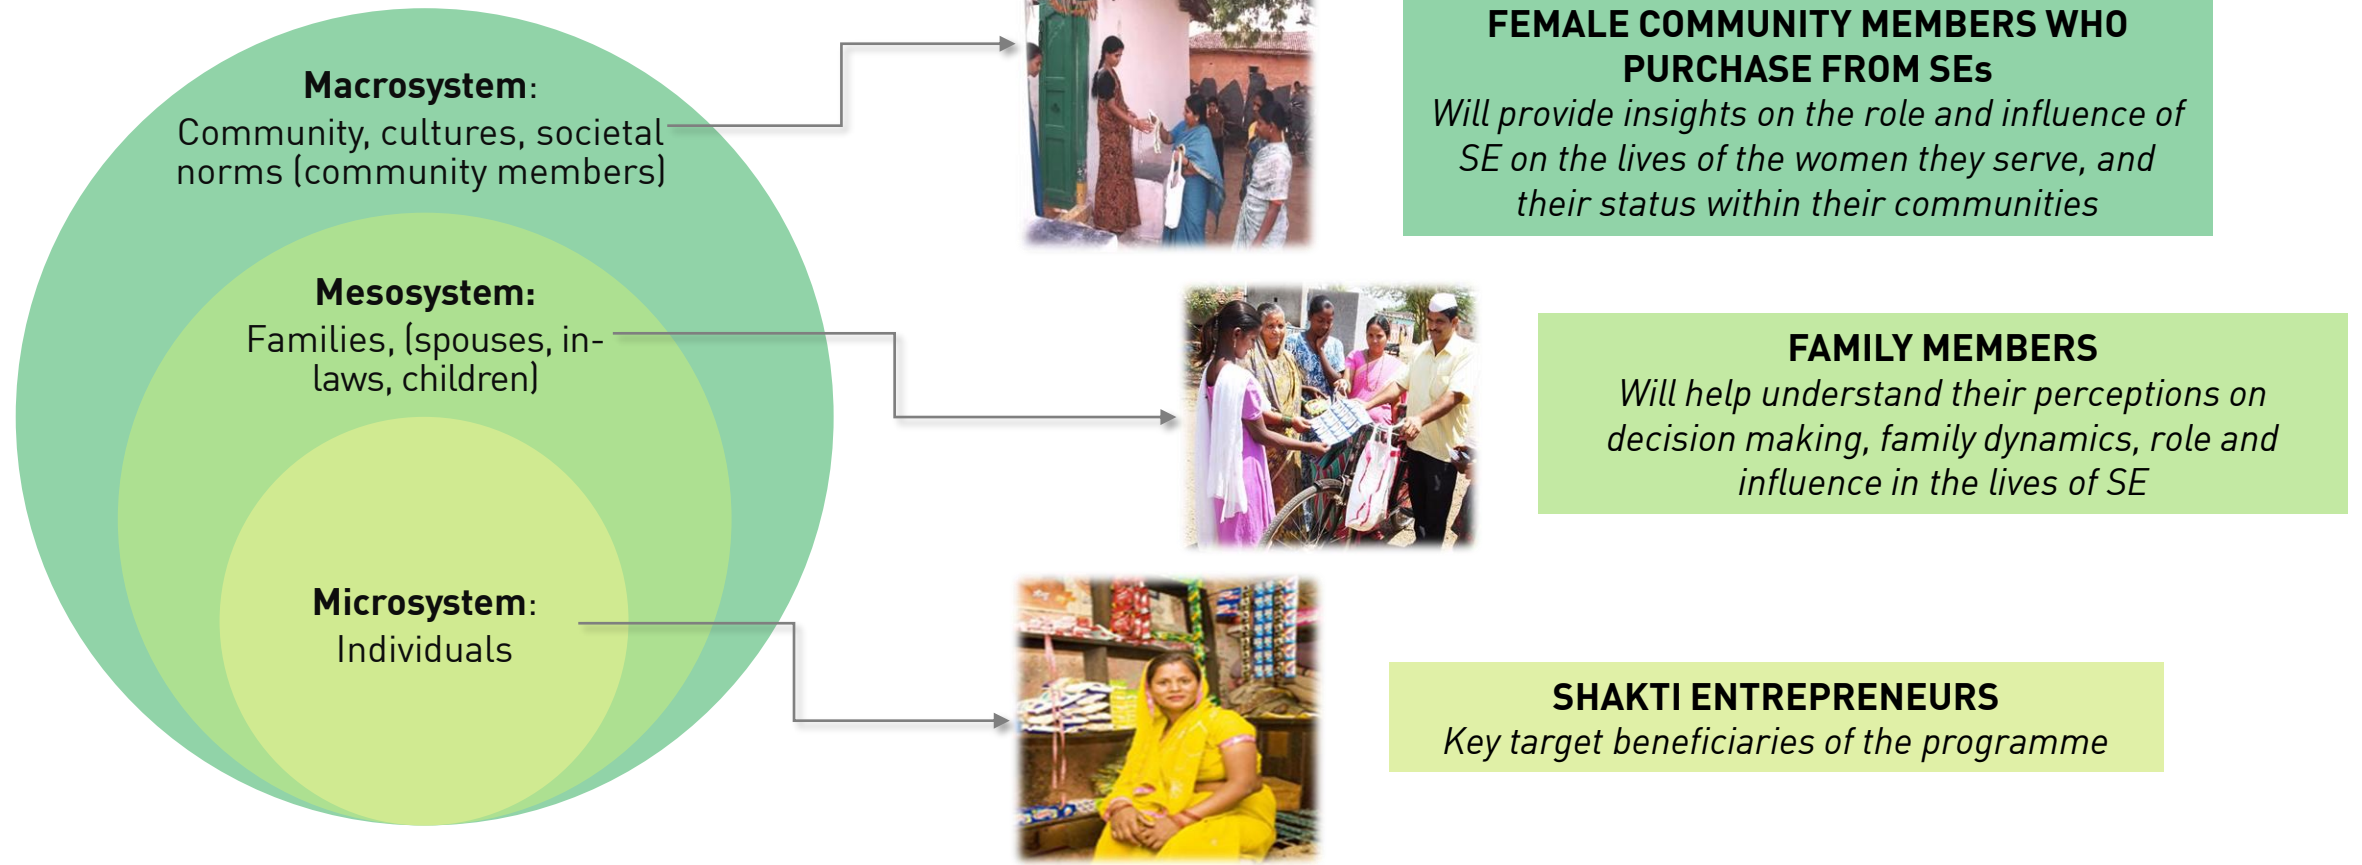 Macrosystem:
Community, cultures, societal
norms (community members)
Mesosystem:
Families, (spouses, in-
laws, children)
Microsystem:
Individuals
FEMALE COMMUNITY MEMBERS WHO
PURCHASE FROM SEs
Will provide insights on the role and influence of
SE on the lives of the women they serve, and
their status within their communities
FAMILY MEMBERS
Will help understand their perceptions on
decision making, family dynamics, role and
influence in the lives of SE
SHAKTI ENTREPRENEURS
Key target beneficiaries of the programme